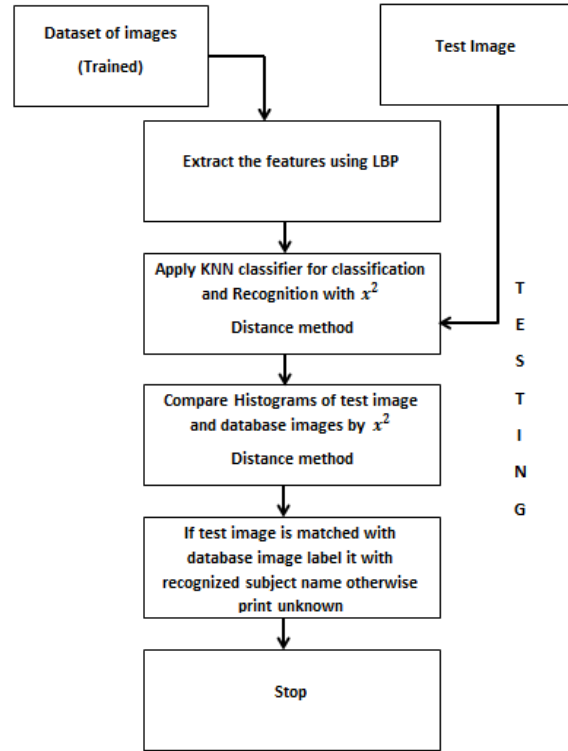 Dataset of images
(Trained)
Test Image
Extract the features using LBP
Apply KNN classifier for classification
and Recognition with x²
Distance method
Compare Histograms of test image
and database images by x²
Distance method
If test image is matched with
database image label it with
recognized subject name otherwise
print unknown
Stop
T
E
S
T
I
N
G